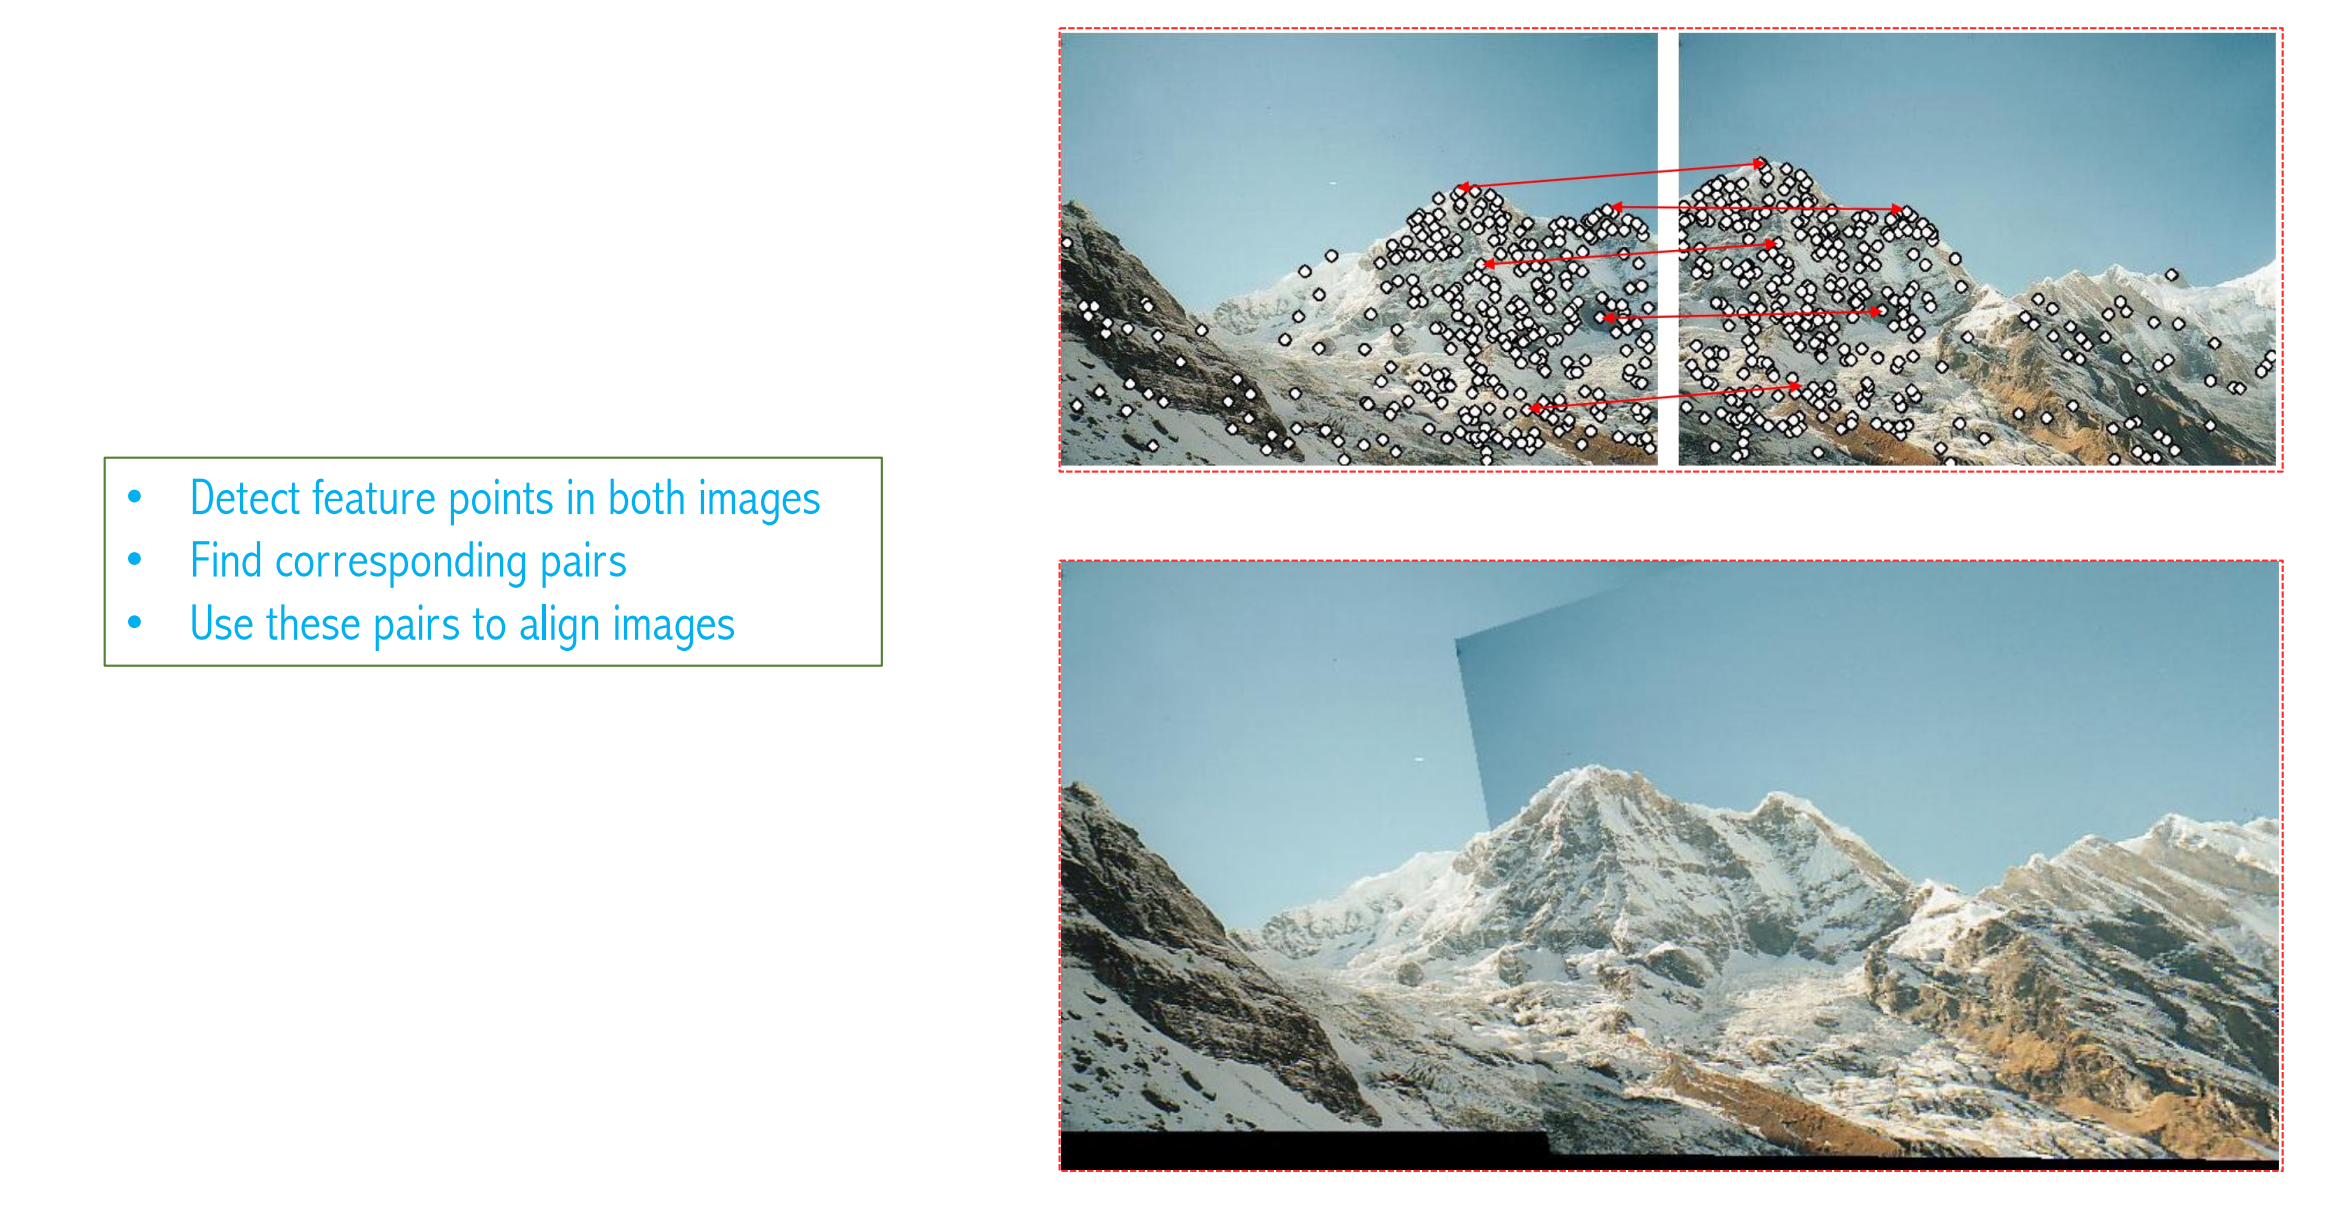 • Detect feature points in both images
• Find corresponding pairs
• Use these pairs to align images